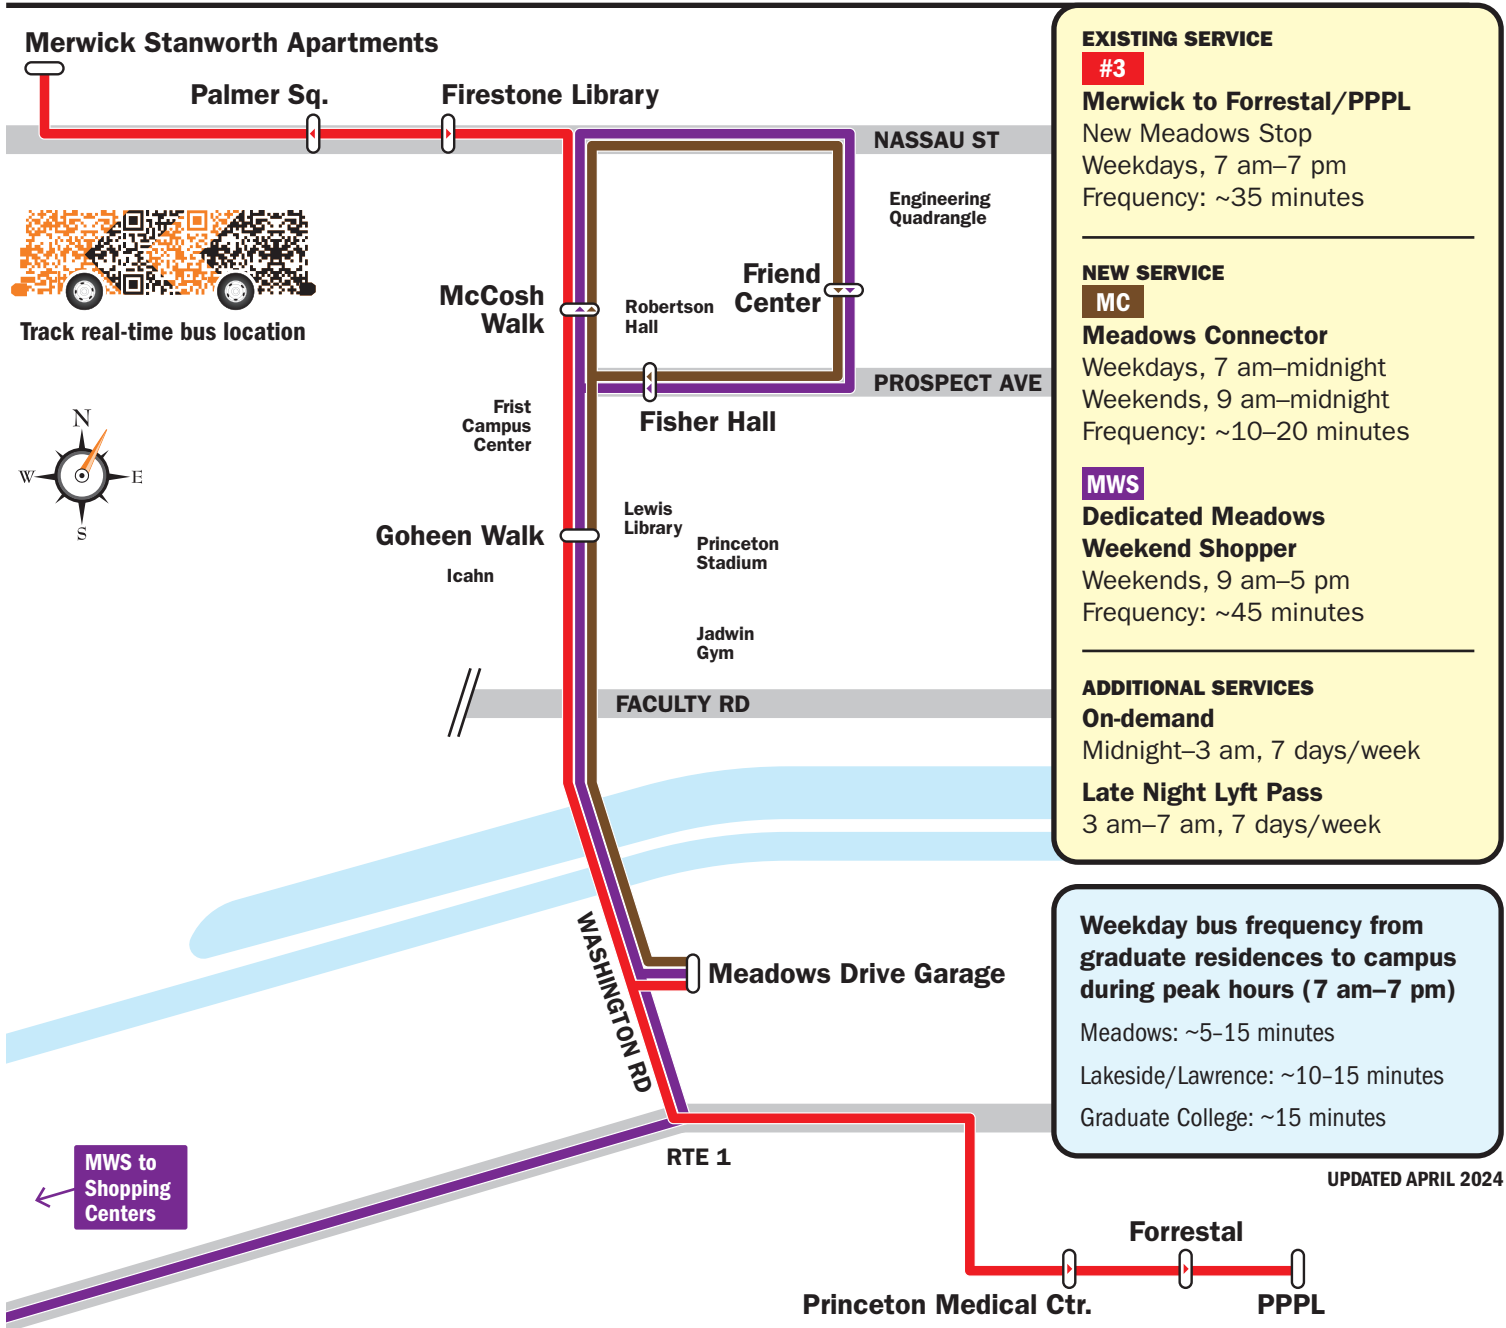 Merwick Stanworth Apartments
Palmer Sq.
Firestone Library
NASSAU ST
Engineering
Quadrangle
Track real-time bus location
McCosh
Walk
Robertson
Hall
Friend
Center
PROSPECT AVE
Fisher Hall
Frist
Campus
Center
N
W
E
S
Goheen Walk
Lewis
Library
Princeton
Stadium
Icahn
Jadwin
Gym
FACULTY RD
WASHINGTON RD
Meadows Drive Garage
RTE 1
MWS to
Shopping
Centers
Forrestal
Princeton Medical Ctr.
PPPL
EXISTING SERVICE
#3
Merwick to Forrestal/PPPL
New Meadows Stop
Weekdays, 7 am–7 pm
Frequency: ~35 minutes
NEW SERVICE
MC
Meadows Connector
Weekdays, 7 am–midnight
Weekends, 9 am–midnight
Frequency: ~10–20 minutes
MWS
Dedicated Meadows
Weekend Shopper
Weekends, 9 am–5 pm
Frequency: ~45 minutes
ADDITIONAL SERVICES
On-demand
Midnight–3 am, 7 days/week
Late Night Lyft Pass
3 am–7 am, 7 days/week
Weekday bus frequency from
graduate residences to campus
during peak hours (7 am–7 pm)
Meadows: ~5–15 minutes
Lakeside/Lawrence: ~10–15 minutes
Graduate College: ~15 minutes
UPDATED APRIL 2024